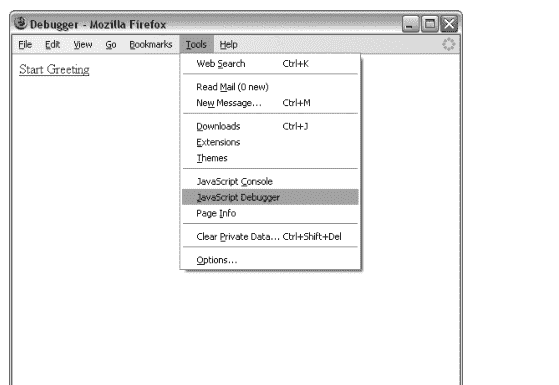 Debugger - Mozilla Firefox
File Edit View Go Bookmarks Tools Help
Start Greeting
Web Search Ctrl+K
Read Mail (0 new)
New Message... Ctrl+M
Downloads Ctrl+J
Extensions
Themes
JavaScript Console
JavaScript Debugger
Page Info
Clear Private Data... Ctrl+Shift+Del
Options...